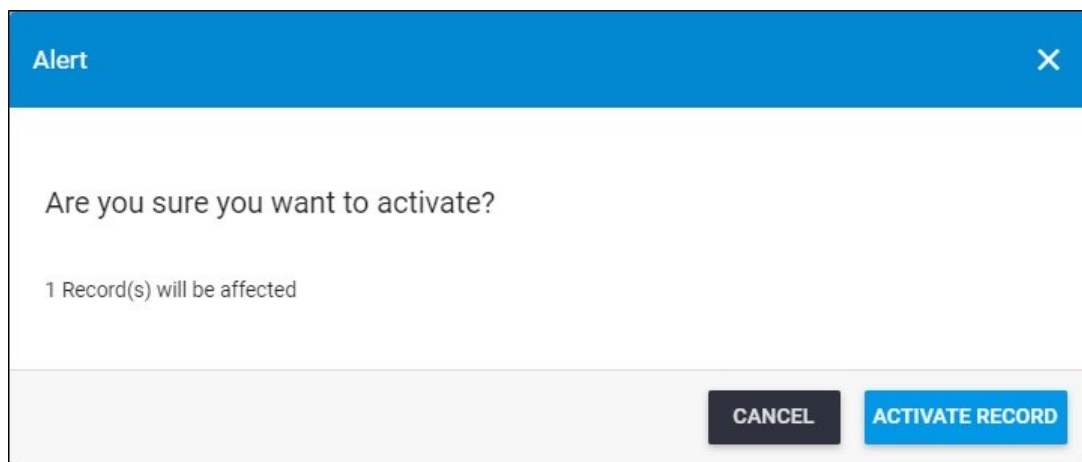 Alert
Are you sure you want to activate?
1 Record(s) will be affected
CANCEL ACTIVATE RECORD